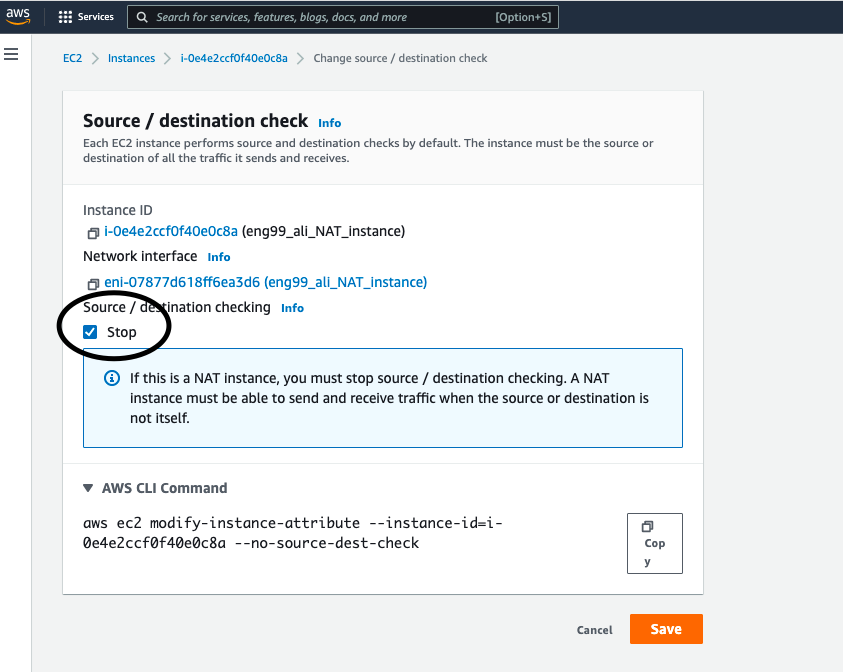 aws Services Search for services, features, blogs, docs, and more [Option+S]
EC2 > Instances > i-0e4e2ccf0f40e0c8a > Change source / destination check
Source / destination check Info
Each EC2 instance performs source and destination checks by default. The instance must be the source or
destination of all the traffic it sends and receives.
Instance ID
i-0e4e2ccf0f40e0c8a (eng99_ali_NAT_instance)
Network interface Info
eni-07877d618ff6ea3d6 (eng99_ali_NAT_instance)
Source / destination checking Info
Stop
If this is a NAT instance, you must stop source / destination checking. A NAT
instance must be able to send and receive traffic when the source or destination is
not itself.
AWS CLI Command
aws ec2 modify-instance-attribute --instance-id=i-
0e4e2ccf0f40e0c8a --no-source-dest-check
Cop
y
Cancel Save